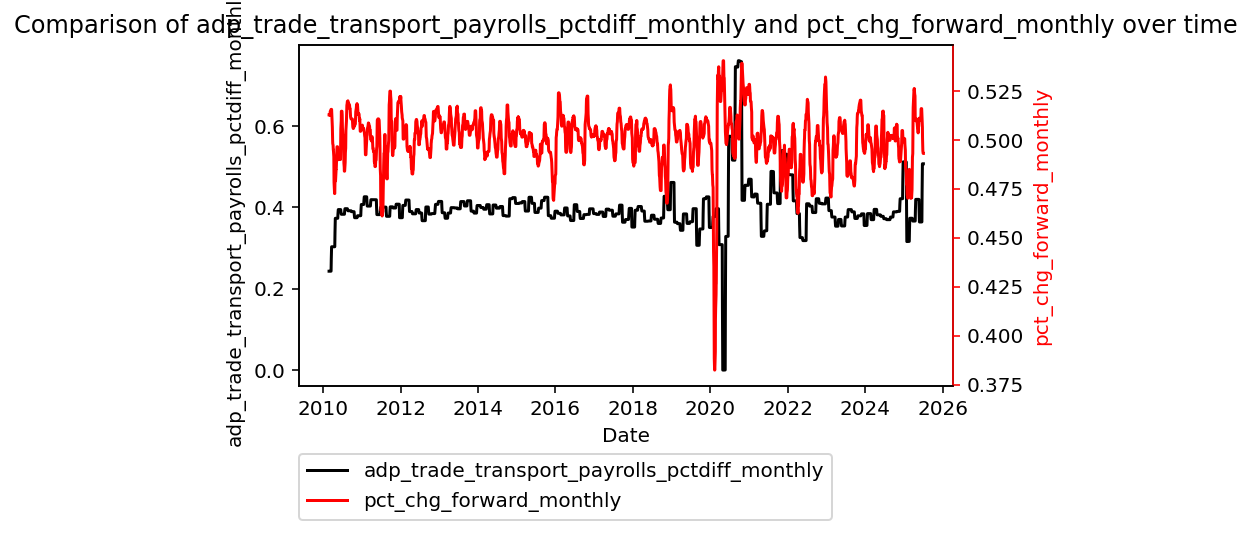 Comparison of adp_trade_transport_payrolls_pctdiff_monthly and pct_chg_forward_monthly over time
adp_trade_transport_payrolls_pctdiff_monthly
0.6
0.4
0.2
0.0
0.525
0.500
0.475
0.450
0.425
0.400
0.375
pct_chg_forward_monthly
2010 2012 2014 2016 2018 2020 2022 2024 2026
Date
adp_trade_transport_payrolls_pctdiff_monthly
pct_chg_forward_monthly